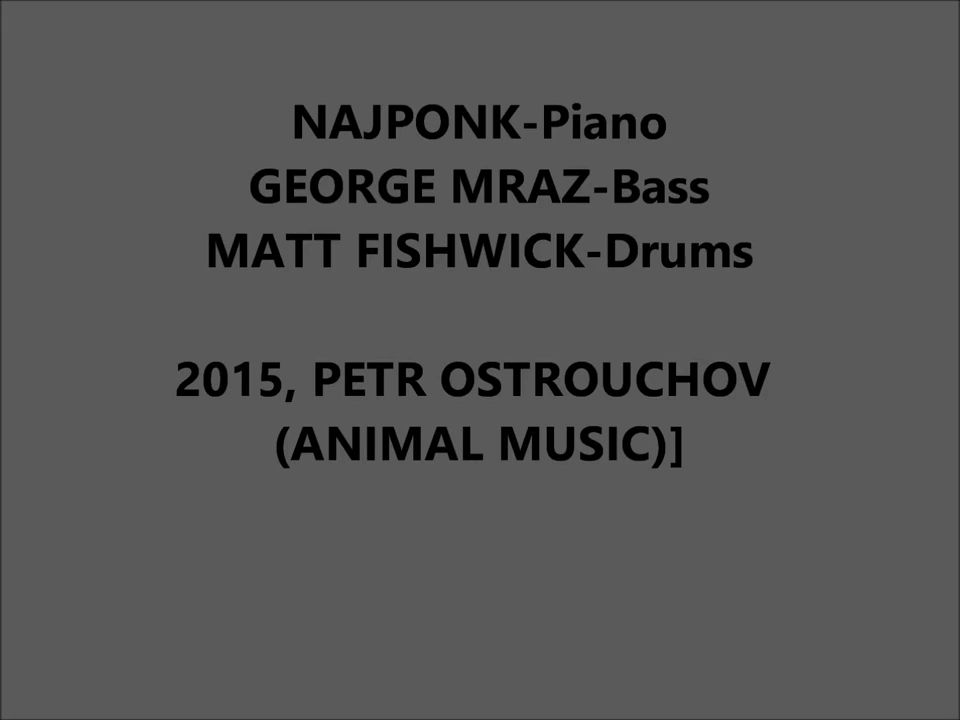 NAJPONK-Piano
GEORGE MRAZ-Bass
MATT FISHWICK-Drums
2015, PETR OSTROUCHOV
(ANIMAL MUSIC)]